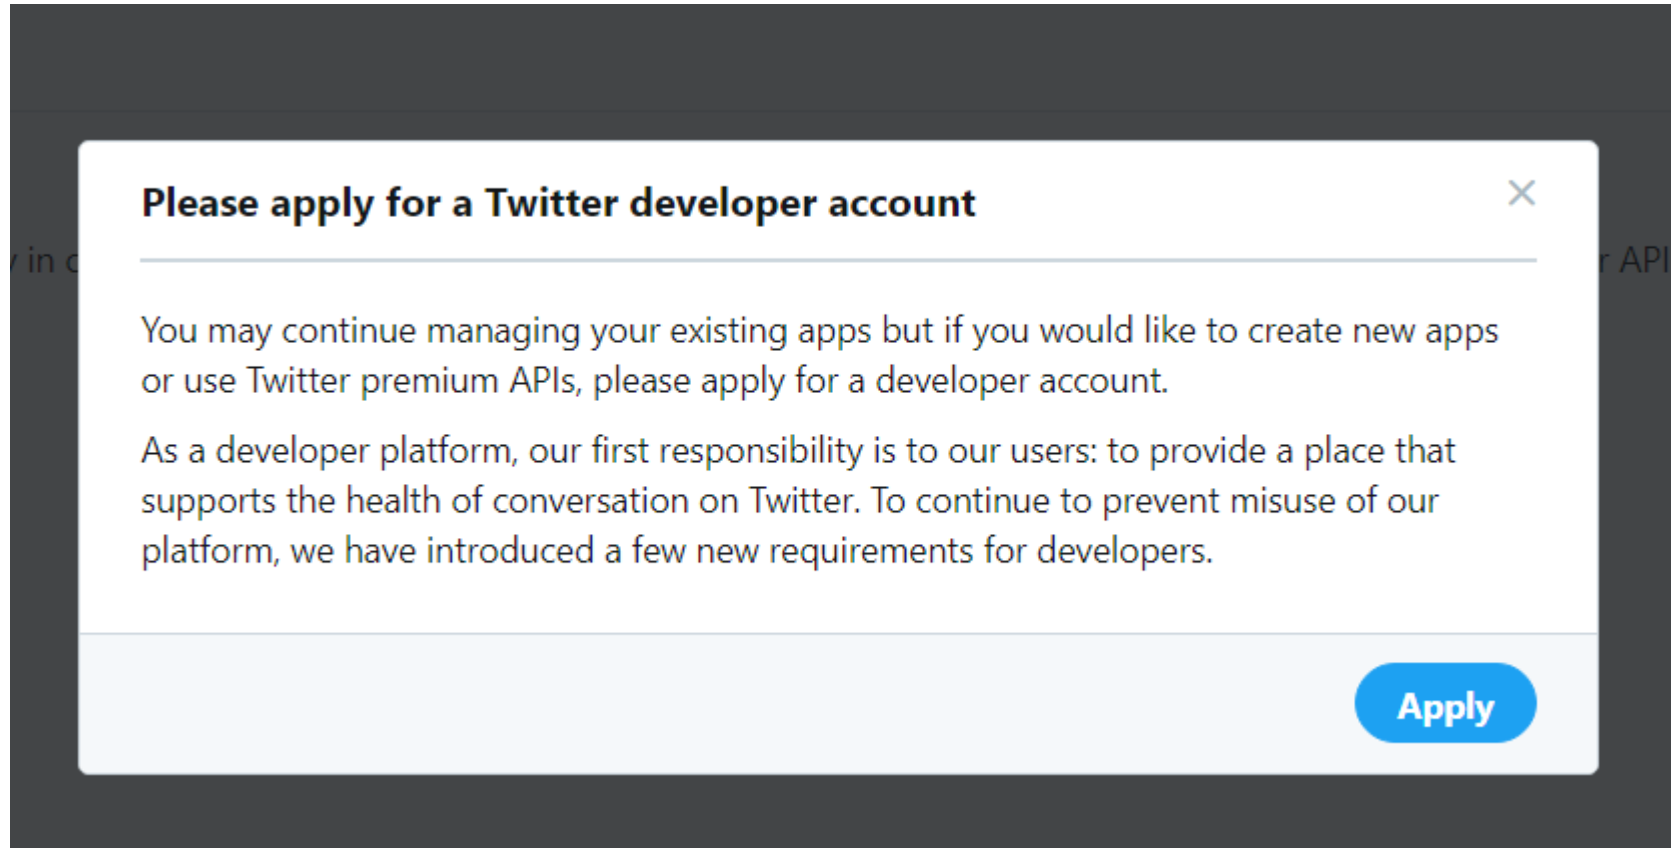 Please apply for a Twitter developer account
in
API
You may continue managing your existing apps but if you would like to create new apps
or use Twitter premium APIs, please apply for a developer account.
As a developer platform, our first responsibility is to our users: to provide a place that
supports the health of conversation on Twitter. To continue to prevent misuse of our
platform, we have introduced a few new requirements for developers.
Apply